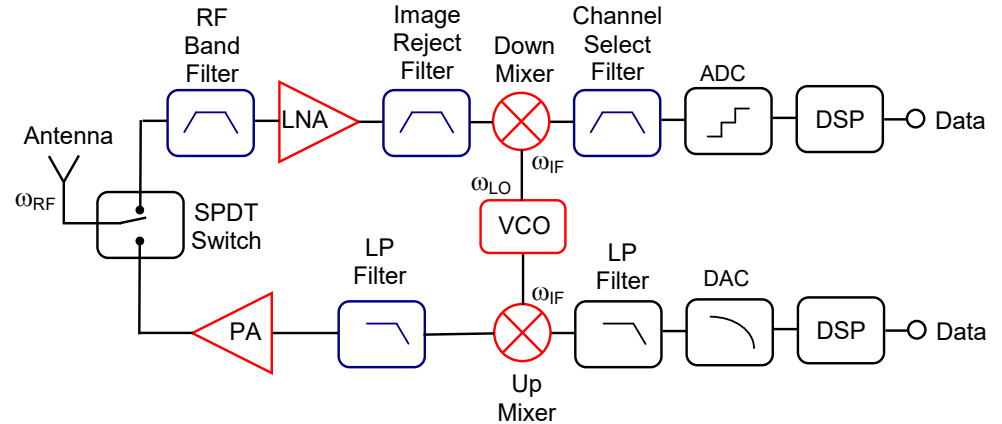 RF
Band
Filter
Image
Reject
Filter
Down
Mixer
Channel
Select
Filter
ADC
LNA
DSP
Data
Antenna
ωIF
ωLO
ωRF
SPDT
Switch
VCO
LP
Filter
ωIF
LP
Filter
DAC
PA
DSP
Data
Up
Mixer